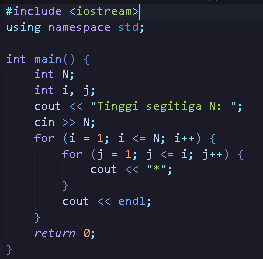 #include <iostream>
using namespace std;

int main() {
    int N;
    int i, j;
    cout << "Tinggi segitiga N: ";
    cin >> N;
    for (i = 1; i <= N; i++) {
        for (j = 1; j <= i; j++) {
            cout << "*";
        }
        cout << endl;
    }
    return 0;
}